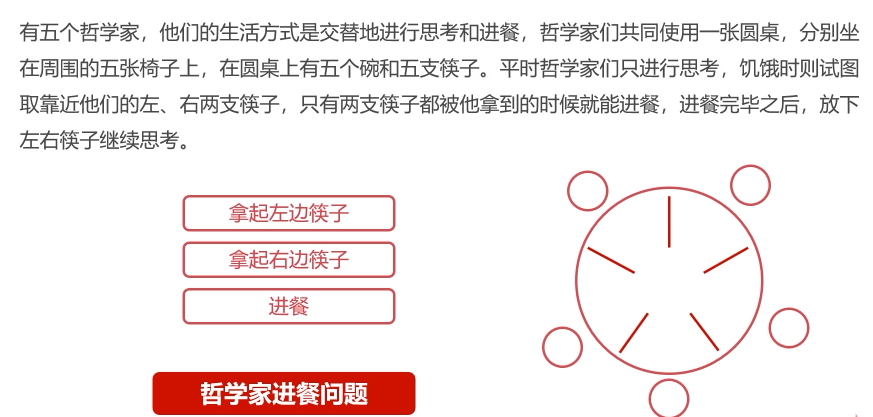 有五个哲学家，他们的生活方式是交替地进行思考和进餐，哲学家们共同使用一张圆桌，分别坐
在周围的五张椅子上，在圆桌上有五个碗和五支筷子。平时哲学家们只进行思考，饥饿时则试图
取靠近他们的左、右两支筷子，只有两支筷子都被他拿到的时候就能进餐，进餐完毕之后，放下
左右筷子继续思考。
拿起左边筷子
拿起右边筷子
进餐
哲学家进餐问题